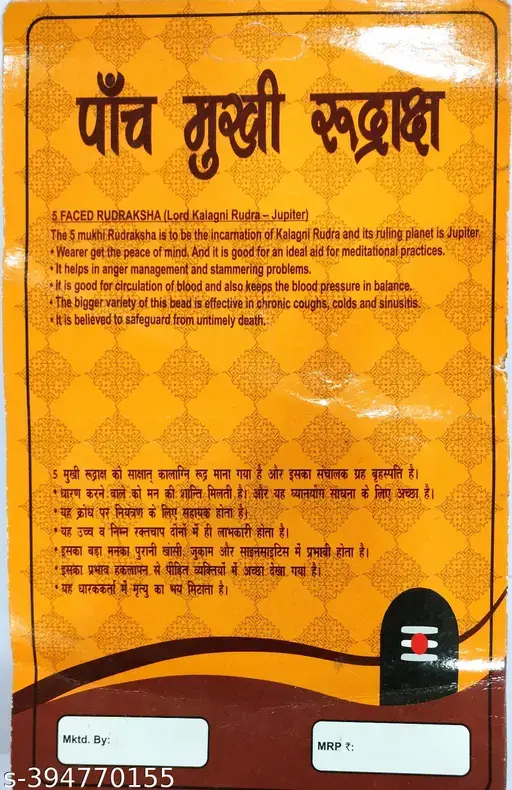 पाँच मुखी रूद्राक्ष
5 FACED RUDRAKSHA (Lord Kalagni Rudra – Jupiter)
The 5 mukhi Rudraksha is to be the incarnation of Kalagni Rudra and its ruling planet is Jupiter.
• Wearer get the peace of mind. And it is good for an ideal aid for meditational practices.
• It helps in anger management and stammering problems.
• It is good for circulation of blood and also keeps the blood pressure in balance.
• The bigger variety of this bead is effective in chronic coughs, colds and sinusitis.
• It is believed to safeguard from untimely death.
5 मुखी रूद्राक्ष को साक्षात् कालाग्नि रूद्र माना गया है और इसका संचालक ग्रह बृहस्पति है।
• धारण करने वाले को मन की शान्ति मिलती है। और यह ध्यानयोग साधना के लिए अच्छा है।
• यह क्रोध पर नियंत्रण के लिए सहायक होता है।
• यह उच्च व निम्न रक्तचाप दोनों में ही लाभकारी होता है।
• इसका बड़ा मनका पुरानी खांसी, जुकाम और साइनसाइटिस में प्रभावी होता है।
• इसका प्रभाव हकलापन से पीड़ित व्यक्तियों में अच्छा देखा गया है।
• यह धारककर्ता में मृत्यु का भय मिटाता है।
Mktd. By:
MRP ₹:
s-394770155